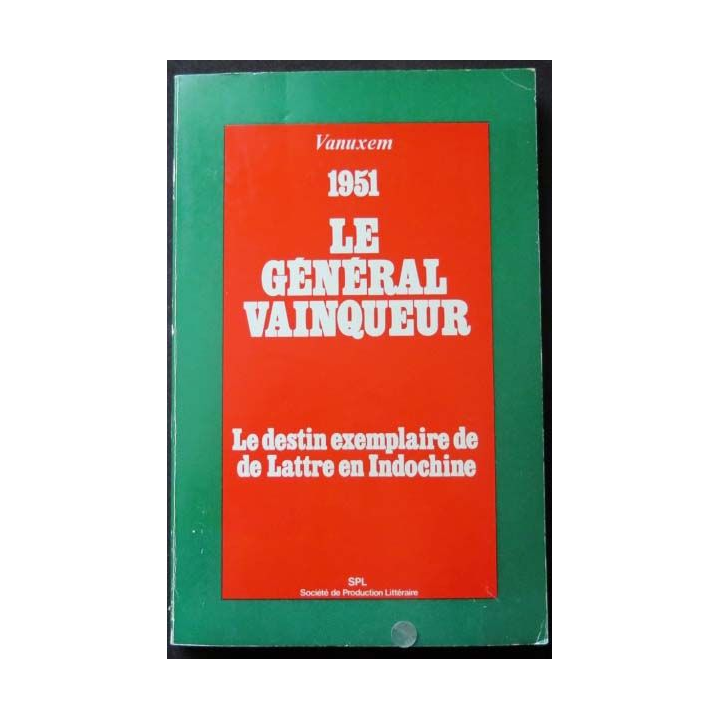 Vanuxem
1951
LE
GÉNÉRAL
VAINQUEUR
Le destin exemplaire de
de Lattre en Indochine
SPL
Société de Production Littéraire